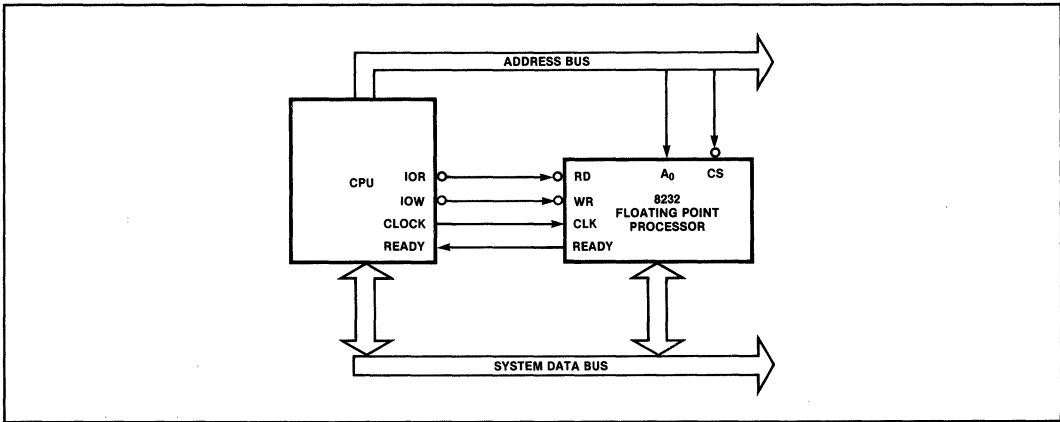 ADDRESS BUS
CPU
IOR
IOW
CLOCK
READY
RD
WR
CLK
READY
A₀
CS
8232
FLOATING POINT
PROCESSOR
SYSTEM DATA BUS